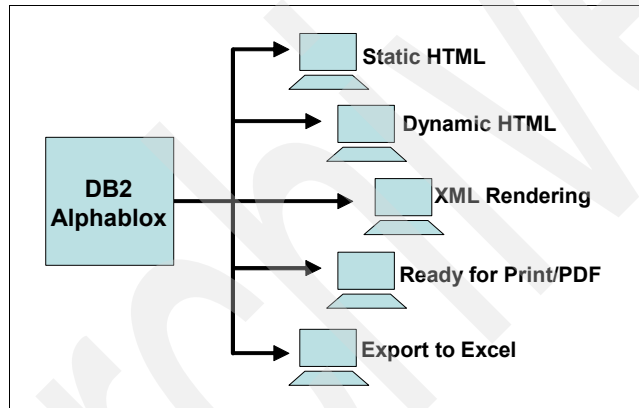 Static HTML
Dynamic HTML
DB2
Alphablox
XML Rendering
Ready for Print/PDF
Export to Excel